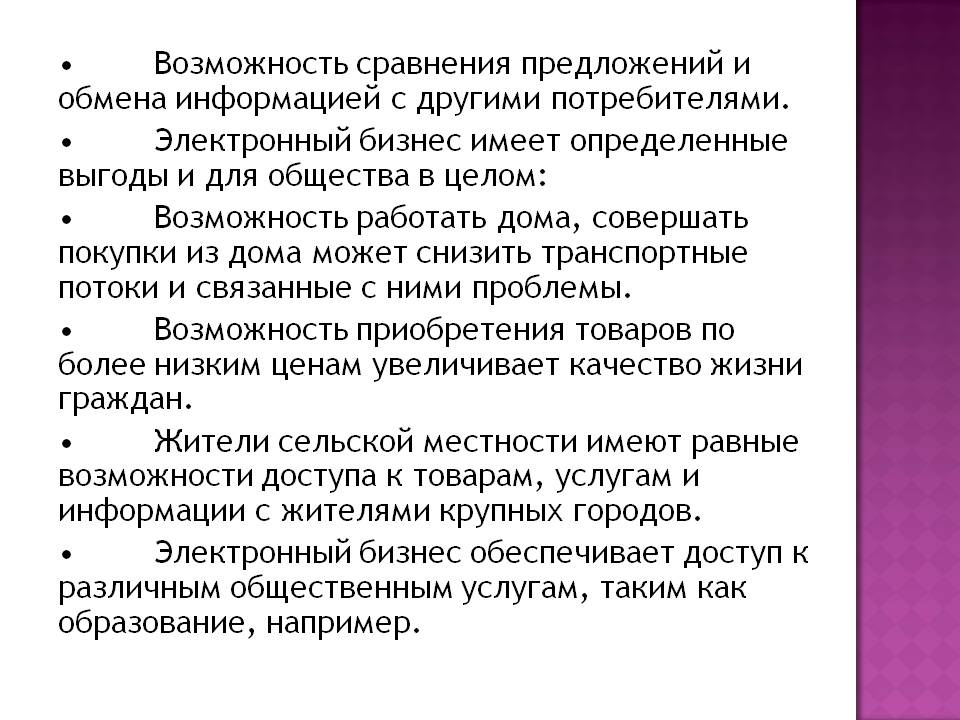 • Возможность сравнения предложений и
обмена информацией с другими потребителями.
• Электронный бизнес имеет определенные
выгоды и для общества в целом:
• Возможность работать дома, совершать
покупки из дома может снизить транспортные
потоки и связанные с ними проблемы.
• Возможность приобретения товаров по
более низким ценам увеличивает качество жизни
граждан.
• Жители сельской местности имеют равные
возможности доступа к товарам, услугам и
информации с жителями крупных городов.
• Электронный бизнес обеспечивает доступ к
различным общественным услугам, таким как
образование, например.